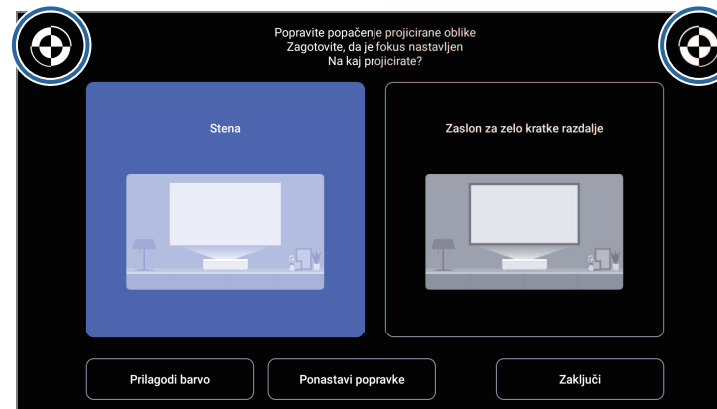 Popravite popačenje projicirane oblike
Zagotovite, da je fokus nastavljen
Na kaj projicirate?
Stena
Zaslon za zelo kratke razdalje
Prilagodi barvo
Ponastavi popravke
Zaključi